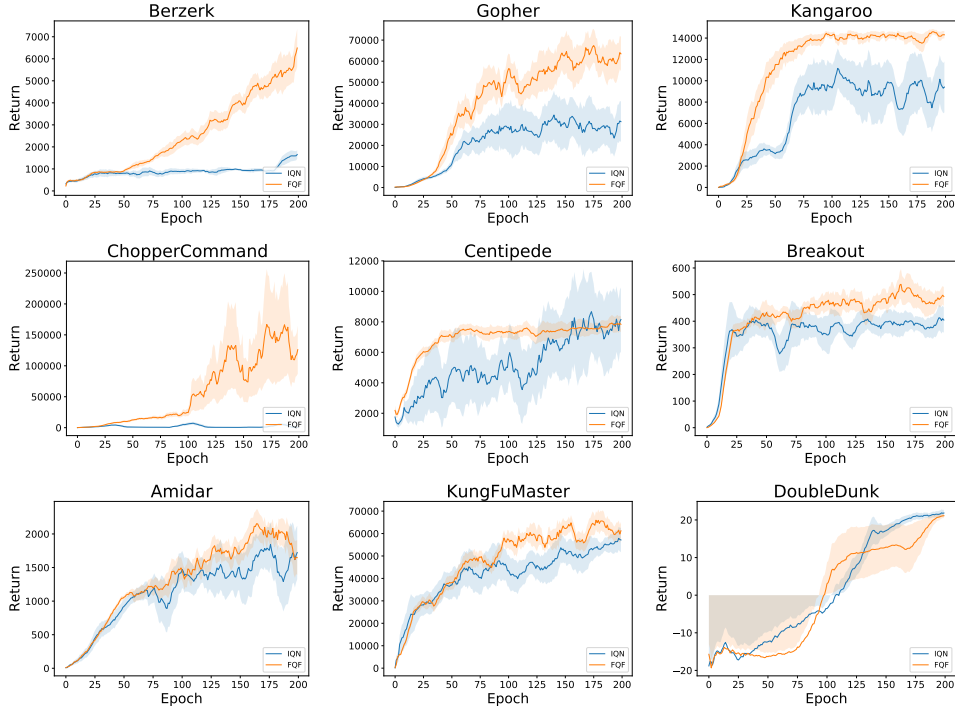 Berzerk
Return
7000
6000
5000
4000
3000
2000
1000
0
0 25 50 75 100 125 150 175 200
Epoch
IQN
FQF
Gopher
Return
70000
60000
50000
40000
30000
20000
10000
0
0 25 50 75 100 125 150 175 200
Epoch
IQN
FQF
Kangaroo
Return
14000
12000
10000
8000
6000
4000
2000
0
0 25 50 75 100 125 150 175 200
Epoch
IQN
FQF
ChopperCommand
Return
250000
200000
150000
100000
50000
0
0 25 50 75 100 125 150 175 200
Epoch
IQN
FQF
Centipede
Return
12000
10000
8000
6000
4000
2000
0 25 50 75 100 125 150 175 200
Epoch
IQN
FQF
Breakout
Return
600
500
400
300
200
100
0
0 25 50 75 100 125 150 175 200
Epoch
IQN
FQF
Amidar
Return
2000
1500
1000
500
0
0 25 50 75 100 125 150 175 200
Epoch
IQN
FQF
KungFuMaster
Return
70000
60000
50000
40000
30000
20000
10000
0
0 25 50 75 100 125 150 175 200
Epoch
IQN
FQF
DoubleDunk
Return
20
10
0
−10
−20
0 25 50 75 100 125 150 175 200
Epoch
IQN
FQF